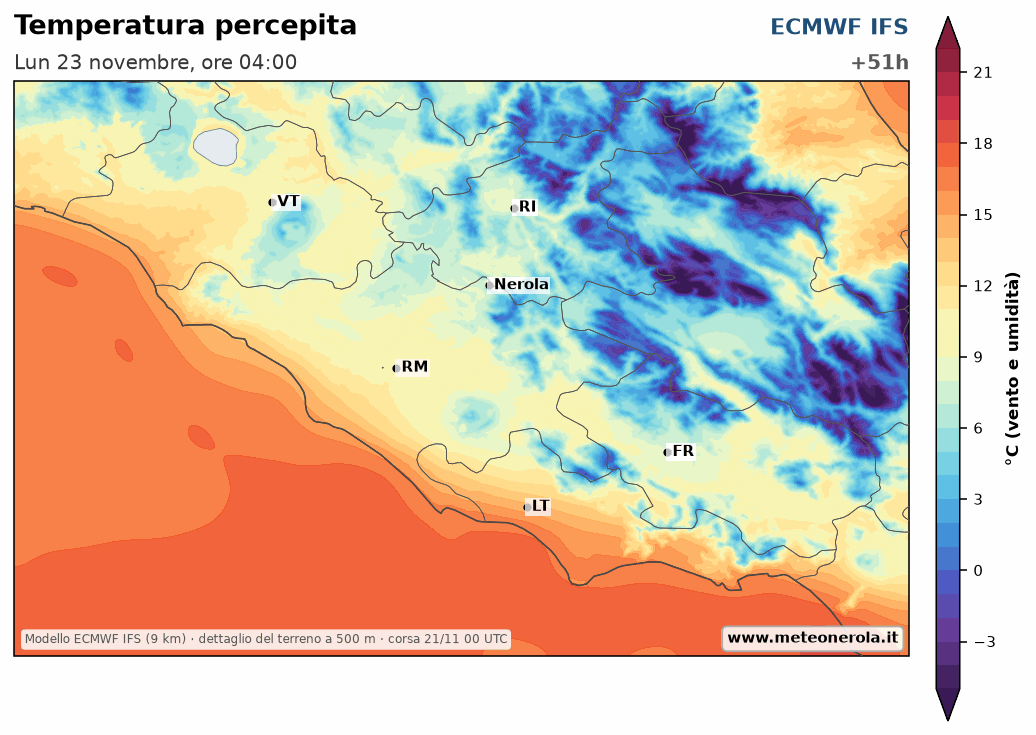 Temperatura percepita
ECMWF IFS
Lun 23 novembre, ore 04:00
+51h
VT
RI
Nerola
RM
FR
LT
21
18
15
12
9
6
3
0
−3
°C (vento e umidità)
Modello ECMWF IFS (9 km) · dettaglio del terreno a 500 m · corsa 21/11 00 UTC
www.meteonerola.it